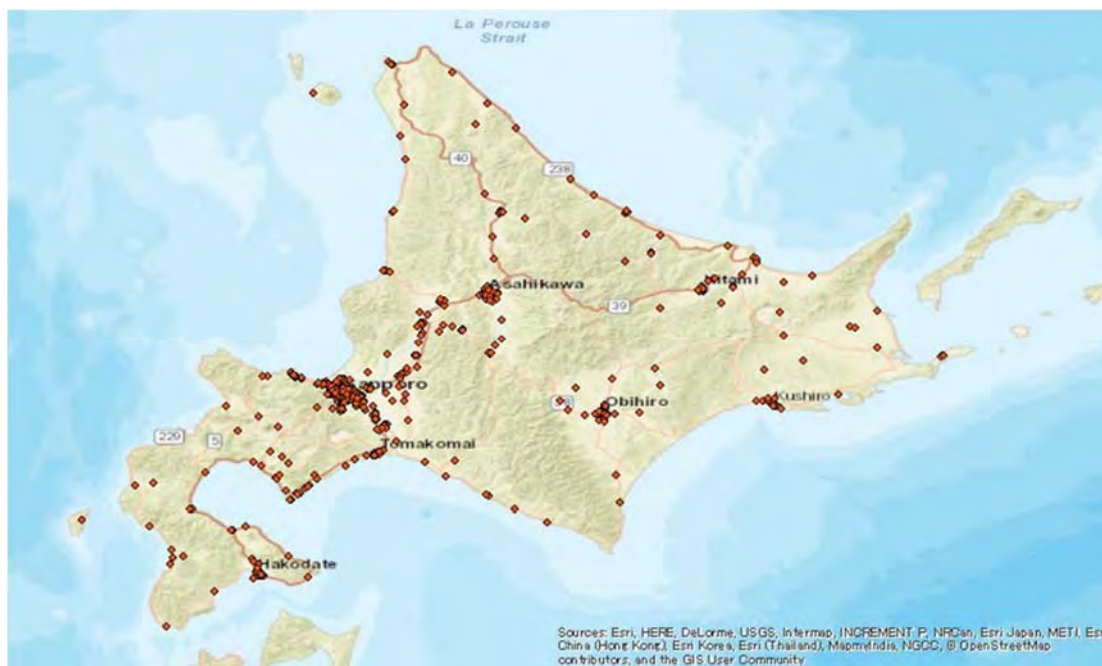 La Perouse
Strait
40
238
Asahikawa
Kitami
39
Sapporo
Obihiro
Kushiro
229
5
Tomakomai
Hakodate
Sources: Esri, HERE, DeLorme, USGS, Intermap, INCREMENT P, NRCan, Esri Japan, METI, Esri
China (Hong Kong), Esri Korea, Esri (Thailand), MapmyIndia, NGCC, © OpenStreetMap
contributors, and the GIS User Community